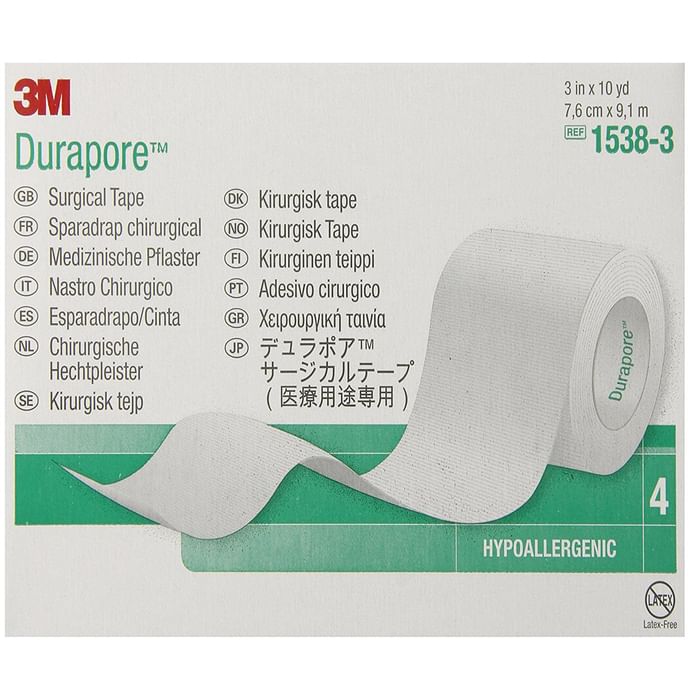 3M
Durapore™
3 in x 10 yd
7,6 cm x 9,1 m
REF 1538-3
GB Surgical Tape
FR Sparadrap chirurgical
DE Medizinische Pflaster
IT Nastro Chirurgico
ES Esparadrapo/Cinta
NL Chirurgische
Hechtpleister
SE Kirurgisk tejp
DK Kirurgisk tape
NO Kirurgisk Tape
FI Kirurginen teippi
PT Adesivo cirurgico
GR Χειρουργική ταινία
JP デュラポア™
サージカルテープ
(医療用途専用)
Durapore™
4
HYPOALLERGENIC
LATEX
Latex-Free